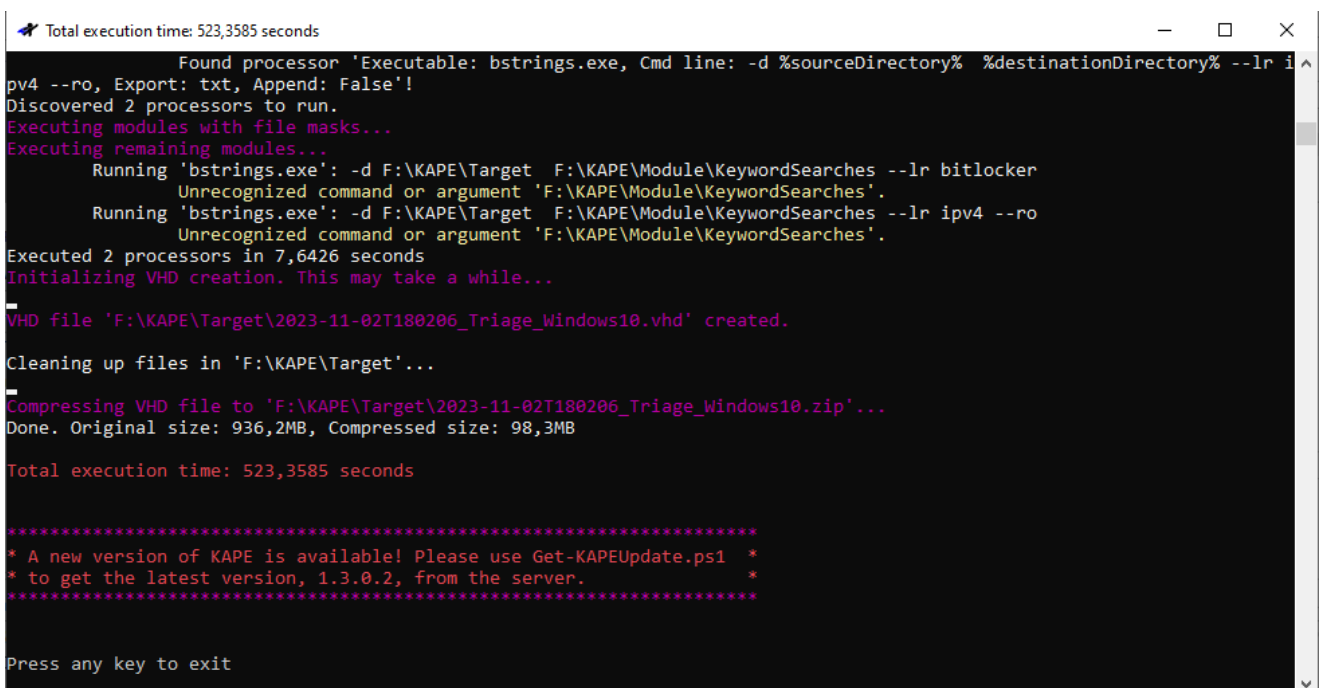 Total execution time: 523,3585 seconds
Found processor 'Executable: bstrings.exe, Cmd line: -d %sourceDirectory%  %destinationDirectory% --lr i
pv4 --ro, Export: txt, Append: False'!
Discovered 2 processors to run.
Executing modules with file masks...
Executing remaining modules...
Running 'bstrings.exe': -d F:\KAPE\Target  F:\KAPE\Module\KeywordSearches --lr bitlocker
Unrecognized command or argument 'F:\KAPE\Module\KeywordSearches'.
Running 'bstrings.exe': -d F:\KAPE\Target  F:\KAPE\Module\KeywordSearches --lr ipv4 --ro
Unrecognized command or argument 'F:\KAPE\Module\KeywordSearches'.
Executed 2 processors in 7,6426 seconds
Initializing VHD creation. This may take a while...
VHD file 'F:\KAPE\Target\2023-11-02T180206_Triage_Windows10.vhd' created.
Cleaning up files in 'F:\KAPE\Target'...
Compressing VHD file to 'F:\KAPE\Target\2023-11-02T180206_Triage_Windows10.zip'...
Done. Original size: 936,2MB, Compressed size: 98,3MB
Total execution time: 523,3585 seconds
**********************************************************************
* A new version of KAPE is available! Please use Get-KAPEUpdate.ps1  *
* to get the latest version, 1.3.0.2, from the server.               *
**********************************************************************
Press any key to exit